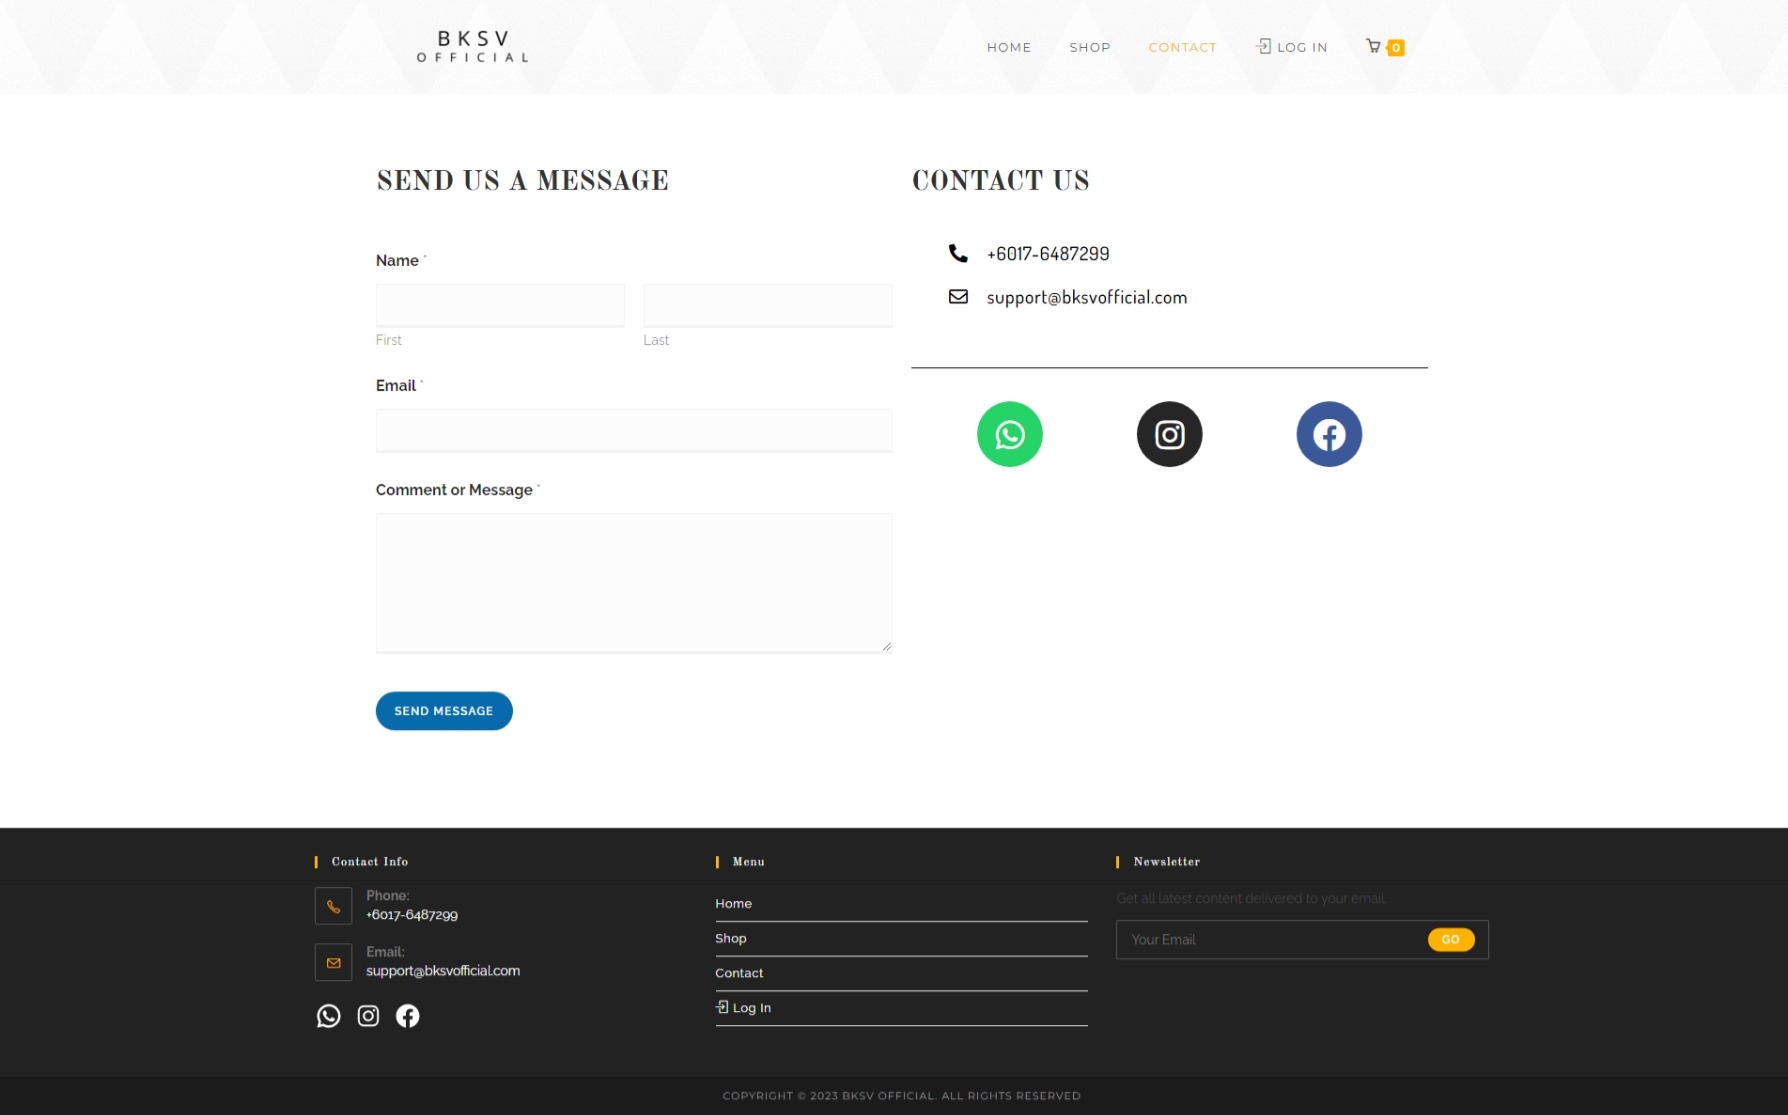 BKSV
OFFICIAL
HOME
SHOP
CONTACT
LOG IN
0
SEND US A MESSAGE
Name *
First
Last
Email *
Comment or Message *
SEND MESSAGE
CONTACT US
+6017-6487299
support@bksvofficial.com
Contact Info
Phone:
+6017-6487299
Email:
support@bksvofficial.com
Menu
Home
Shop
Contact
Log In
Newsletter
Get all latest content delivered to your email.
Your Email
GO
COPYRIGHT © 2023 BKSV OFFICIAL. ALL RIGHTS RESERVED